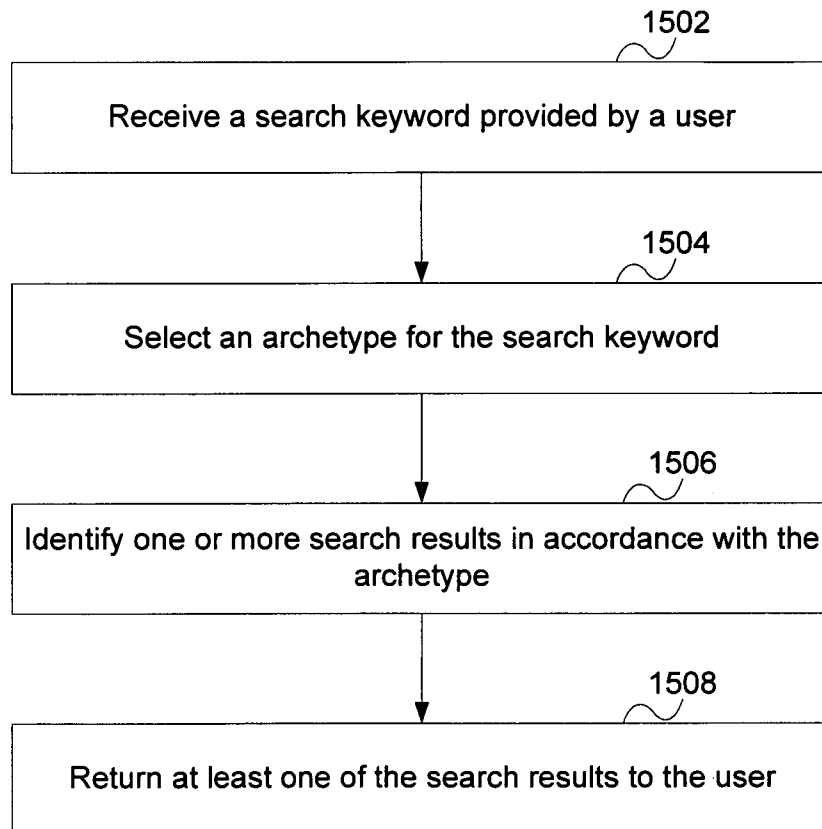 1502
Receive a search keyword provided by a user
1504
Select an archetype for the search keyword
1506
Identify one or more search results in accordance with the
archetype
1508
Return at least one of the search results to the user